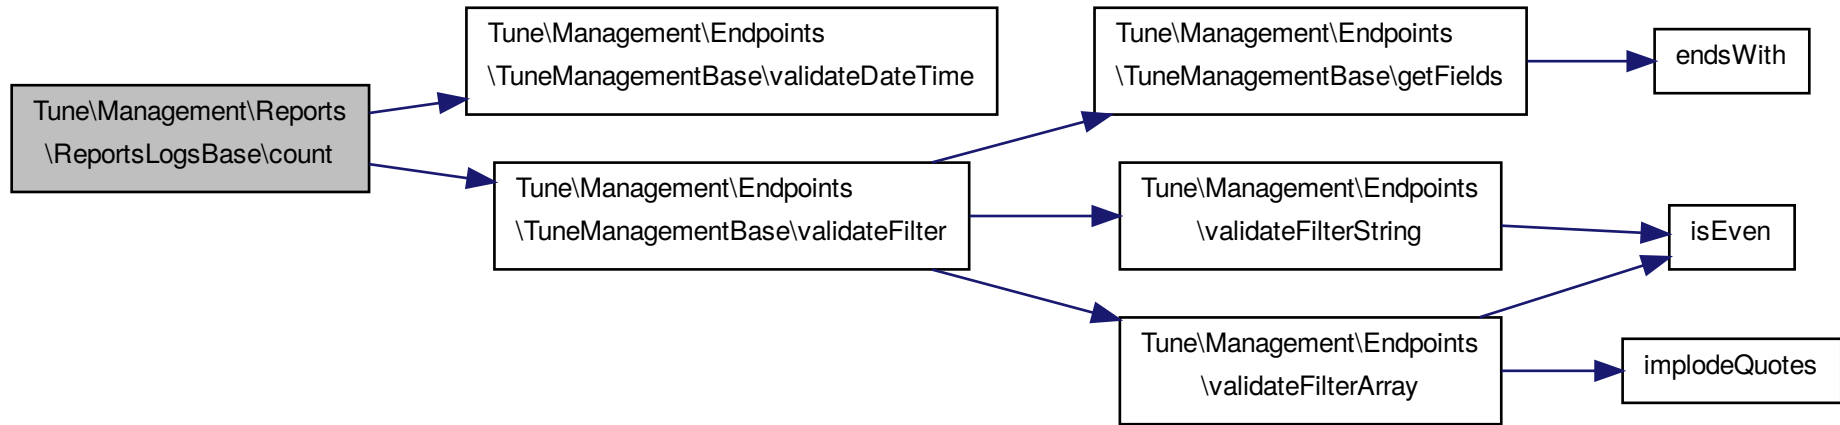 Tune\Management\Reports
\ReportsLogsBase\count
Tune\Management\Endpoints
\TuneManagementBase\validateDateTime
Tune\Management\Endpoints
\TuneManagementBase\validateFilter
Tune\Management\Endpoints
\TuneManagementBase\getFields
Tune\Management\Endpoints
\validateFilterString
Tune\Management\Endpoints
\validateFilterArray
endsWith
isEven
implodeQuotes